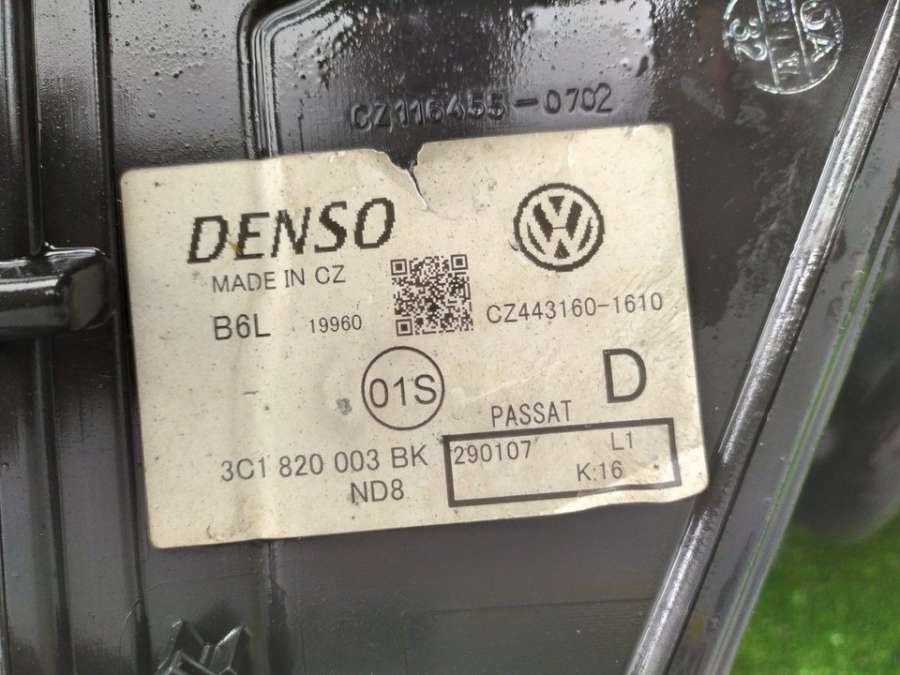 CZ116455-0702
DENSO
MADE IN CZ
B6L 19960
CZ443160-1610
01S
D
PASSAT
3C1 820 003 BK
290107 L1
ND8
K:16
32